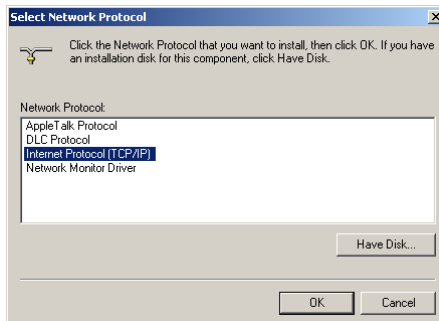 Select Network Protocol
Click the Network Protocol that you want to install, then click OK. If you have
an installation disk for this component, click Have Disk.
Network Protocol:
AppleTalk Protocol
DLC Protocol
Internet Protocol (TCP/IP)
Network Monitor Driver
Have Disk...
OK
Cancel